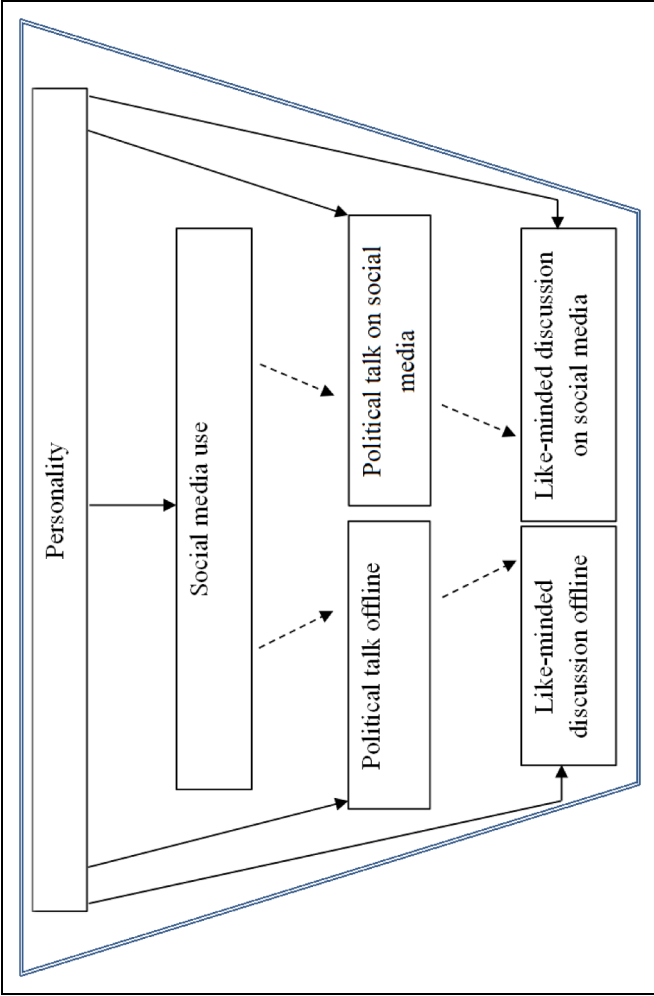 Personality
Social media use
Political talk offline
Political talk on social
media
Like-minded
discussion offline
Like-minded discussion
on social media